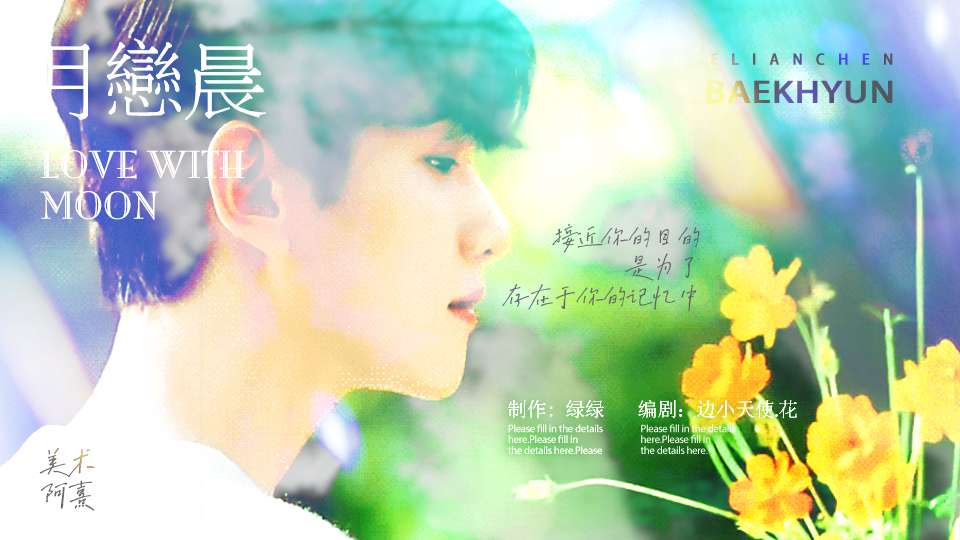 月戀晨
LOVE WITH
MOON
ELIANCHEN
BAEKHYUN
接近你的目的
是为了
存在于你的记忆中
制作：绿绿
Please fill in the details
here.Please fill in
the details here.Please
编剧：边小天使.花
Please fill in the details
here.Please fill in
the details here.
美术
阿熹